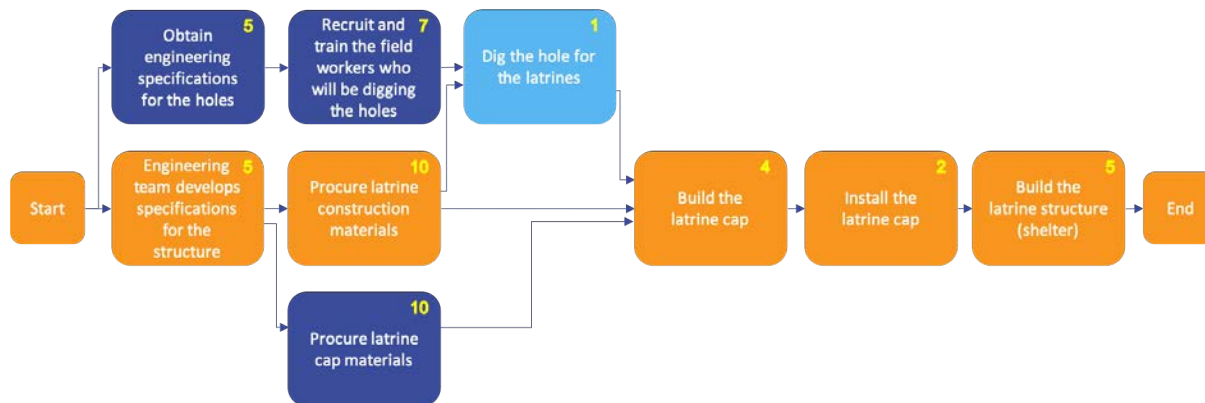 5
Obtain
engineering
specifications
for the holes
7
Recruit and
train the field
workers who
will be digging
the holes
1
Dig the hole for
the latrines
Start
5
Engineering
team develops
specifications
for the
structure
10
Procure latrine
construction
materials
4
Build the
latrine cap
2
Install the
latrine cap
5
Build the
latrine structure
(shelter)
End
10
Procure latrine
cap materials